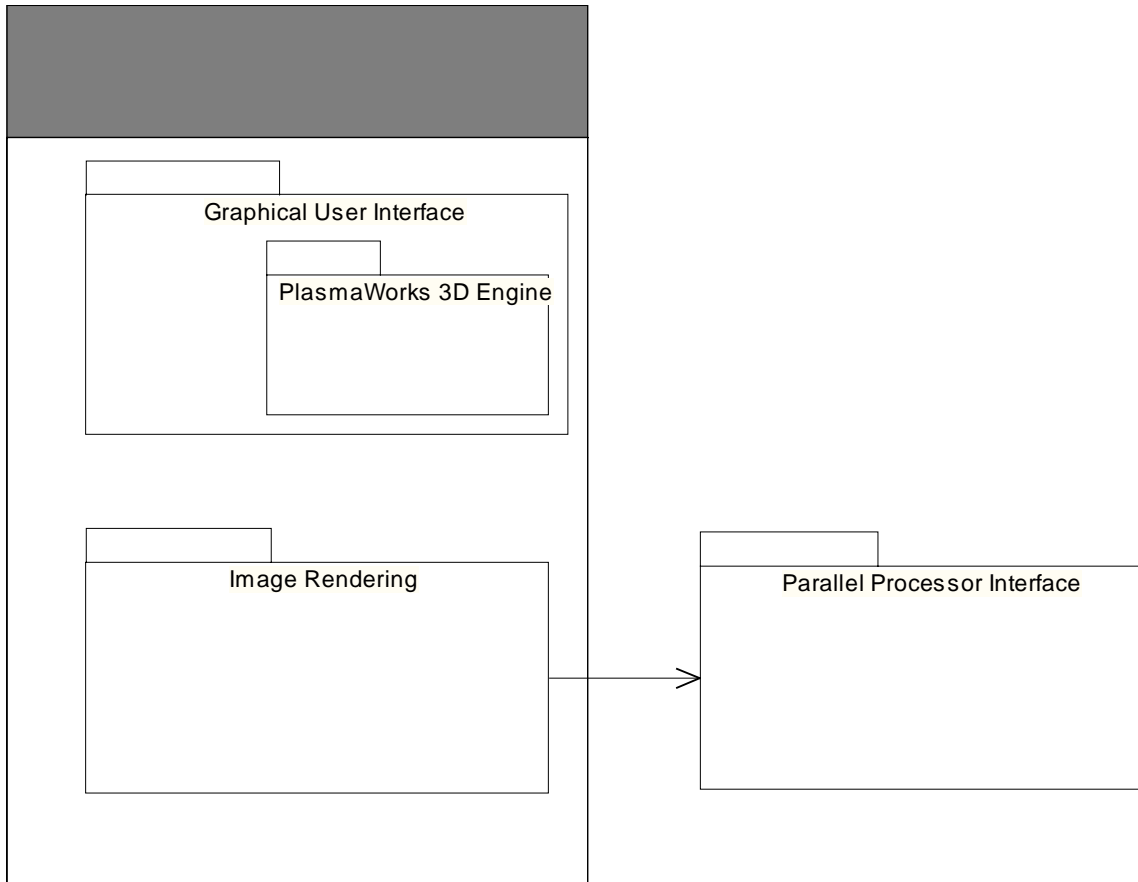 Graphical User Interface
PlasmaWorks 3D Engine
Image Rendering
Parallel Processor Interface